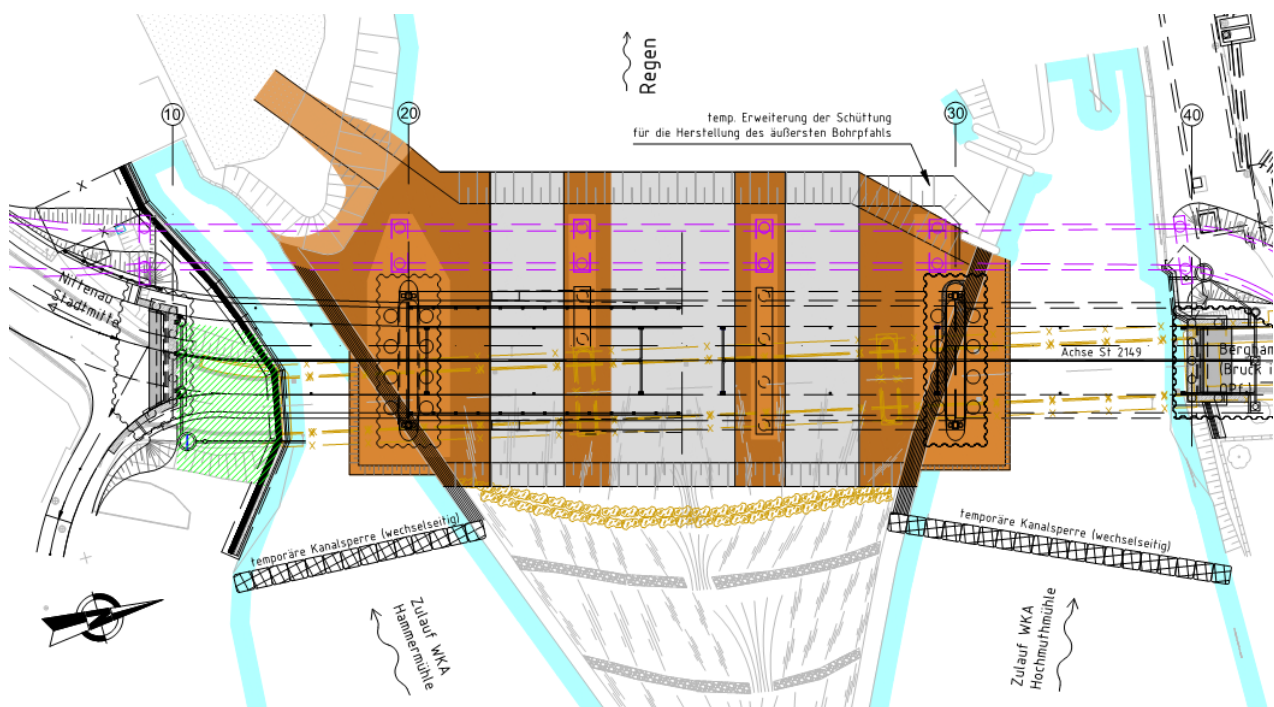 Regen
temp. Erweiterung der Schüttung
für die Herstellung des äußersten Bohrpfahls
10
20
30
40
Nittenau
Stadtmitte
Achse St 2149
(Bruck i
temporäre Kanalsperre (wechselseitig)
temporäre Kanalsperre (wechselseitig)
Zulauf WKA
Hammermühle
Zulauf WKA
Hochmuthmühle